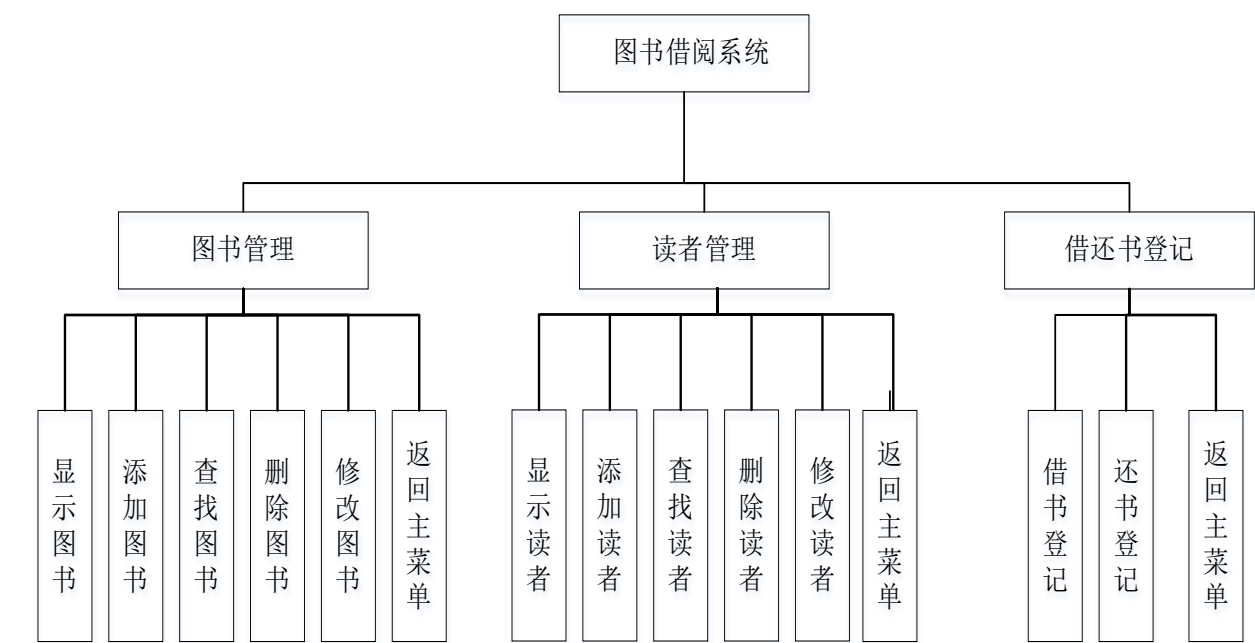 图书借阅系统
图书管理
读者管理
借还书登记
显示图书
添加图书
查找图书
删除图书
修改图书
返回主菜单
显示读者
添加读者
查找读者
删除读者
修改读者
返回主菜单
借书登记
还书登记
返回主菜单